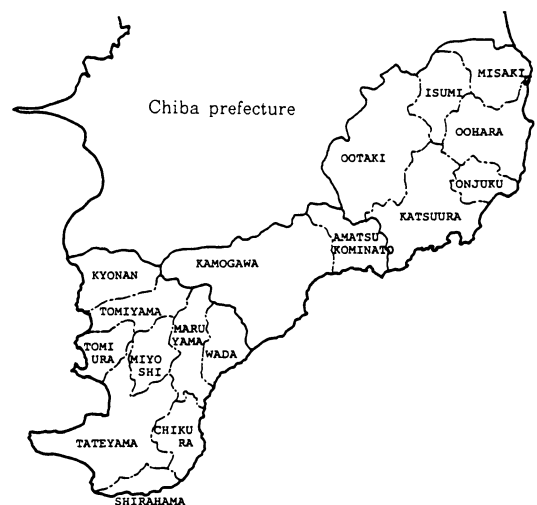 Chiba prefecture
MISAKI
ISUMI
OOHARA
OOTAKI
ONJUKU
KATSUURA
AMATSU
KOMINATO
KAMOGAWA
KYONAN
TOMIYAMA
MARU
YAMA
TOMI
URA
MIYO
SHI
WADA
CHIKU
RA
TATEYAMA
SHIRAHAMA